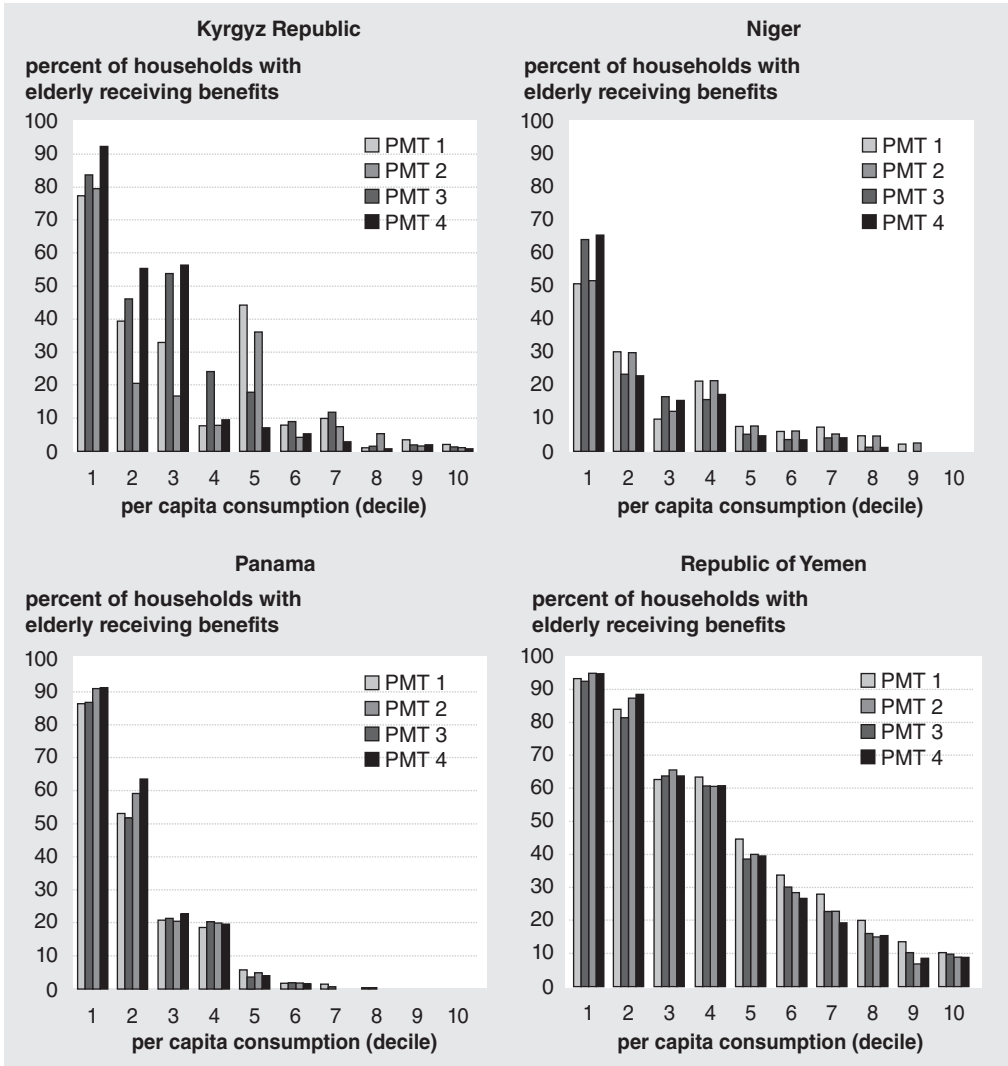 Kyrgyz Republic
percent of households with
elderly receiving benefits
100
90
80
70
60
50
40
30
20
10
0
PMT 1
PMT 2
PMT 3
PMT 4
1 2 3 4 5 6 7 8 9 10
per capita consumption (decile)
Niger
percent of households with
elderly receiving benefits
100
90
80
70
60
50
40
30
20
10
0
PMT 1
PMT 2
PMT 3
PMT 4
1 2 3 4 5 6 7 8 9 10
per capita consumption (decile)
Panama
percent of households with
elderly receiving benefits
100
90
80
70
60
50
40
30
20
10
0
PMT 1
PMT 2
PMT 3
PMT 4
1 2 3 4 5 6 7 8 9 10
per capita consumption (decile)
Republic of Yemen
percent of households with
elderly receiving benefits
100
90
80
70
60
50
40
30
20
10
0
PMT 1
PMT 2
PMT 3
PMT 4
1 2 3 4 5 6 7 8 9 10
per capita consumption (decile)